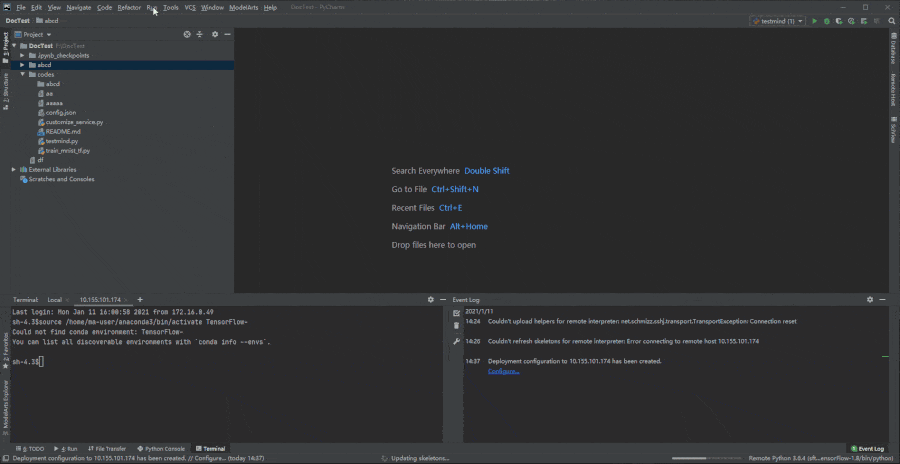 File Edit View Navigate Code Refactor Run Tools VCS Window ModelArts Help DocTest - PyCharm
DocTest abcd
testmind (1)
Project
DocTest F:\DocTest
.ipynb_checkpoints
abcd
codes
abcd
aa
aaaaa
config.json
customize_service.py
README.md
testmind.py
train_mnist_tf.py
df
External Libraries
Scratches and Consoles
1: Project
Z: Structure
2: Favorites
ModelArts Explorer
Database
Remote Host
SciView
Search Everywhere Double Shift
Go to File Ctrl+Shift+N
Recent Files Ctrl+E
Navigation Bar Alt+Home
Drop files here to open
Terminal: Local × 10.155.101.174 × +
Last login: Mon Jan 11 16:00:58 2021 from 172.16.0.49
sh-4.3$source /home/ma-user/anaconda3/bin/activate TensorFlow-
Could not find conda environment: TensorFlow-
You can list all discoverable environments with `conda info --envs`.
sh-4.3$
Event Log
2021/1/11
14:24 Couldn't upload helpers for remote interpreter: net.schmizz.sshj.transport.TransportException: Connection reset
14:26 Couldn't refresh skeletons for remote interpreter: Error connecting to remote host 10.155.101.174
14:37 Deployment configuration to 10.155.101.174 has been created.
Configure...
6: TODO 4: Run File Transfer Python Console Terminal Event Log
Deployment configuration to 10.155.101.174 has been created. // Configure... (today 14:37) Updating skeletons... Remote Python 3.6.4 (sft...ensorFlow-1.8/bin/python)